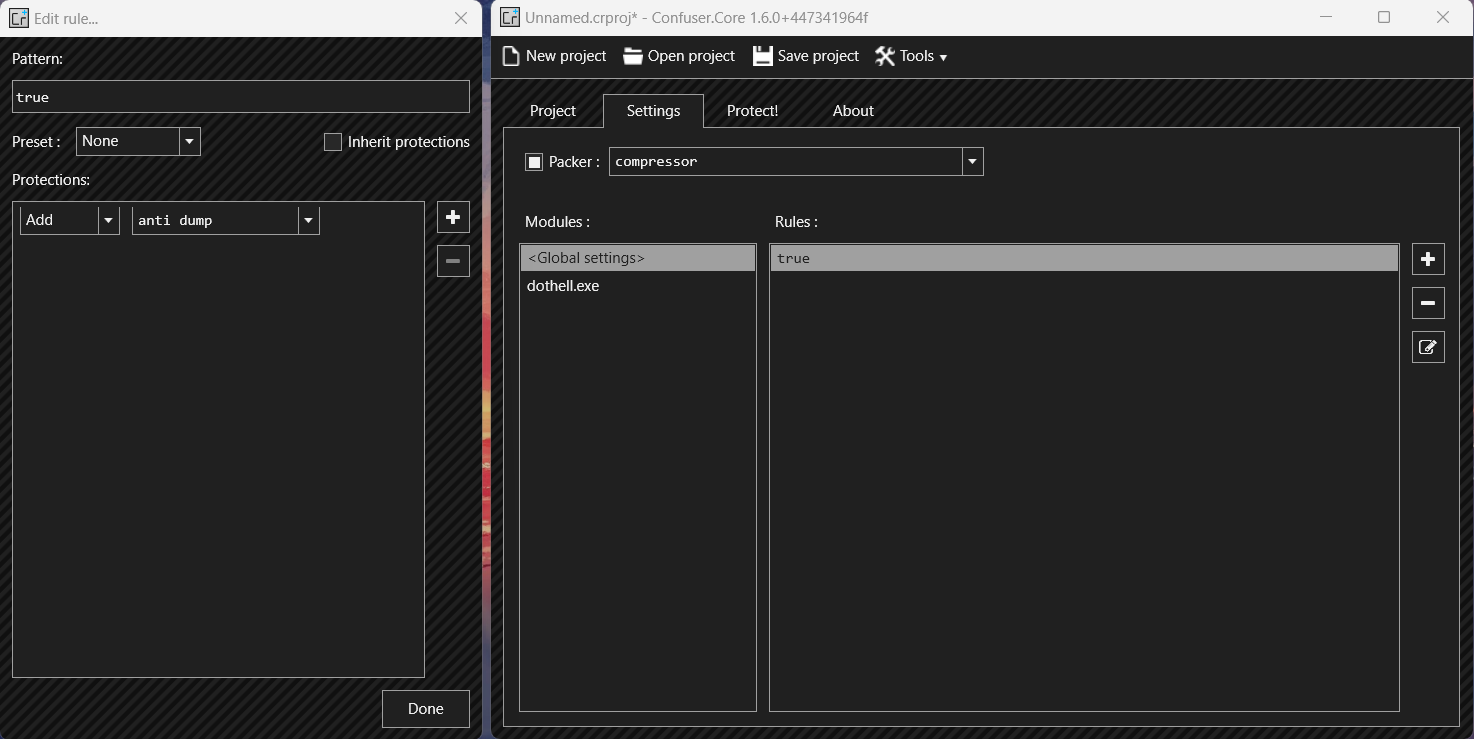 Edit rule...
Pattern:
true
Preset :
None
Inherit protections
Protections:
Add
anti dump
Done
Unnamed.crproj* - Confuser.Core 1.6.0+447341964f
New project
Open project
Save project
Tools
Project
Settings
Protect!
About
Packer :
compressor
Modules :
<Global settings>
dothell.exe
Rules :
true